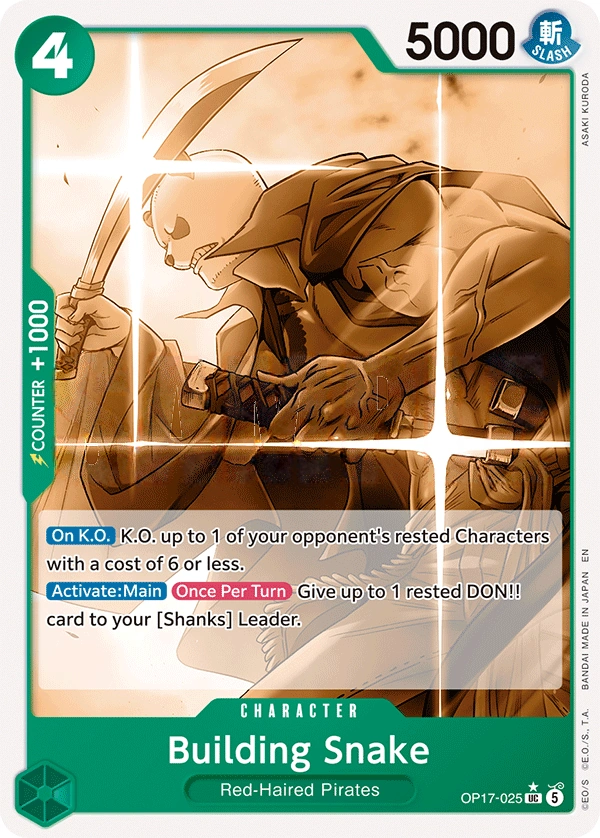 4
5000
斬
SLASH
ASAKI KURODA
COUNTER +1000
On K.O. K.O. up to 1 of your opponent's rested Characters
with a cost of 6 or less.
Activate:Main Once Per Turn Give up to 1 rested DON!!
card to your [Shanks] Leader.
CHARACTER
Building Snake
Red-Haired Pirates
OP17-025 UC 5
©EO/S ©E.O./S., T.A. BANDAI MADE IN JAPAN EN